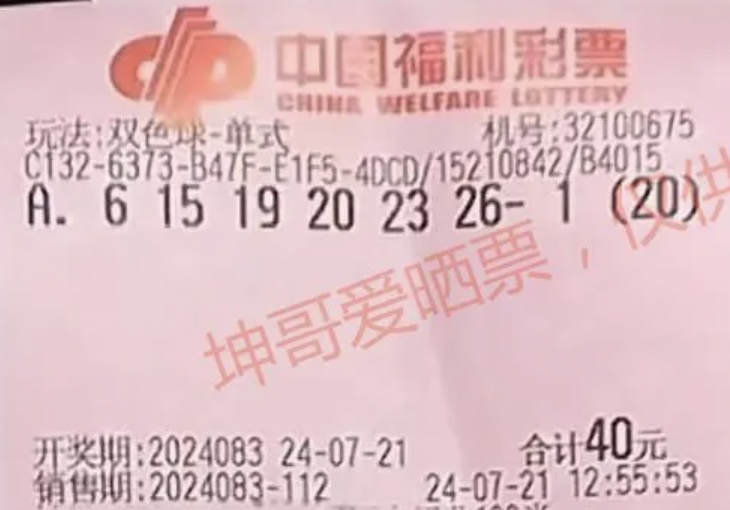 中国福利彩票
CHINA WELFARE LOTTERY
玩法:双色球-单式 机号:32100675
C132-6373-B47F-E1F5-4DCD/15210842/B4015
A. 6 15 19 20 23 26- 1 (20)
坤哥爱晒票，仅供
开奖期:2024083 24-07-21 合计40元
销售期:2024083-112 24-07-21 12:55:53